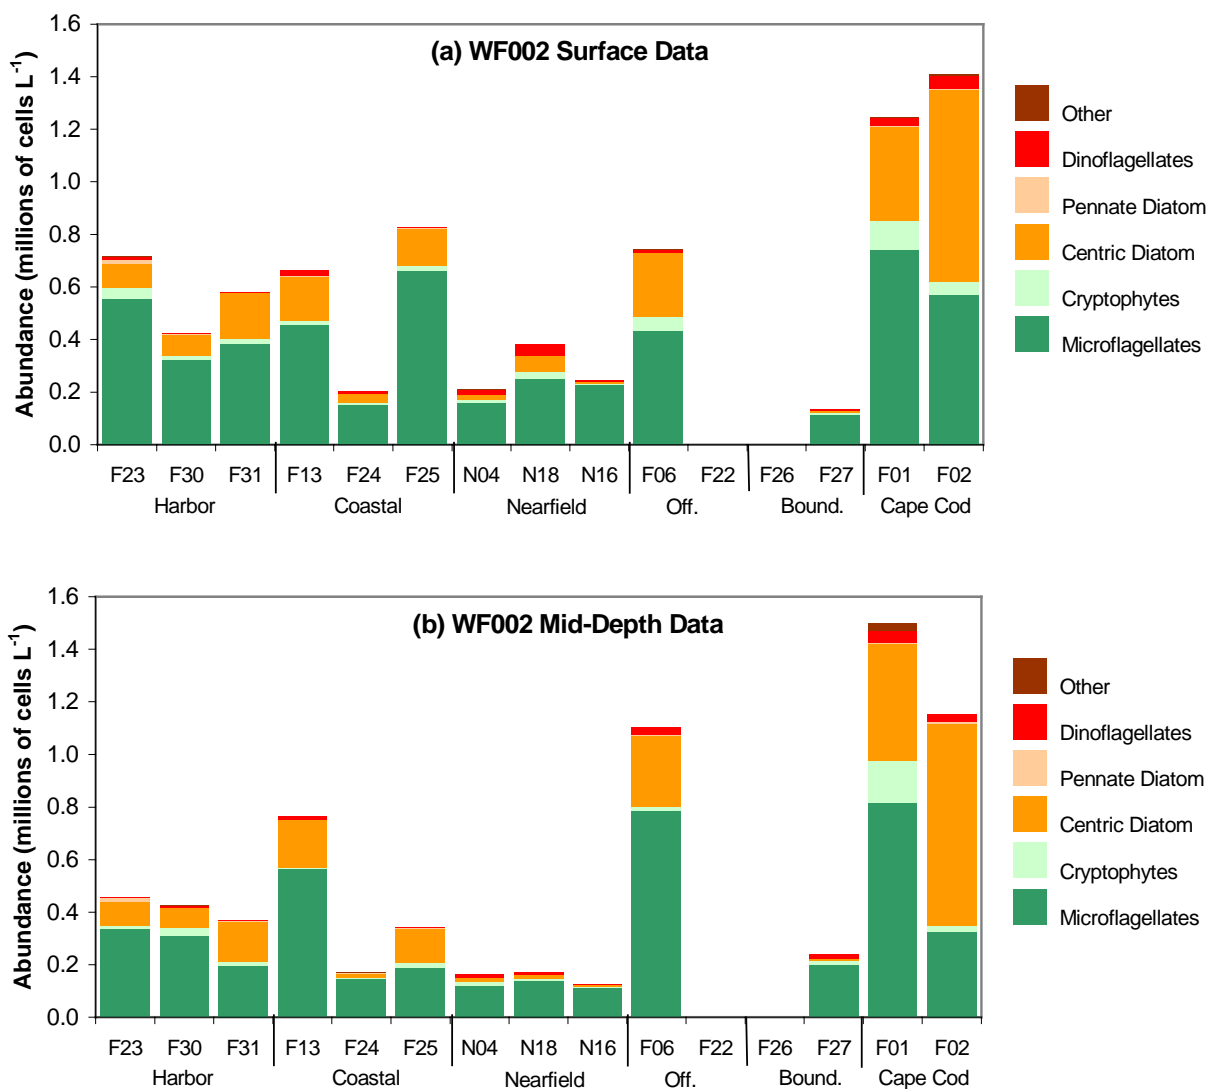 (a) WF002 Surface Data
Abundance (millions of cells L⁻¹)
1.6
1.4
1.2
1.0
0.8
0.6
0.4
0.2
0.0
F23 F30 F31 F13 F24 F25 N04 N18 N16 F06 F22 F26 F27 F01 F02
Harbor Coastal Nearfield Off. Bound. Cape Cod
Other
Dinoflagellates
Pennate Diatom
Centric Diatom
Cryptophytes
Microflagellates
(b) WF002 Mid-Depth Data
Abundance (millions of cells L⁻¹)
1.6
1.4
1.2
1.0
0.8
0.6
0.4
0.2
0.0
F23 F30 F31 F13 F24 F25 N04 N18 N16 F06 F22 F26 F27 F01 F02
Harbor Coastal Nearfield Off. Bound. Cape Cod
Other
Dinoflagellates
Pennate Diatom
Centric Diatom
Cryptophytes
Microflagellates